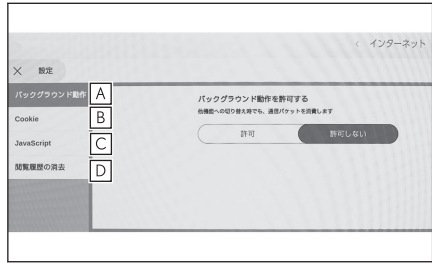 < インターネット
× 設定
バックグラウンド動作 A
Cookie B
JavaScript C
閲覧履歴の消去 D
バックグラウンド動作を許可する
他機能への切り替え時でも、通信パケットを消費します
許可 許可しない